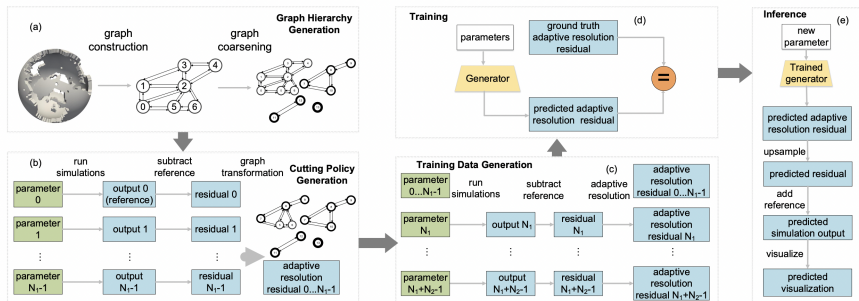 (a)
graph
construction
graph
coarsening
Graph Hierarchy
Generation
3
4
1
2
0
5
6
(b)
run
simulations
subtract
reference
graph
transformation
Cutting Policy
Generation
parameter
0
output 0
(reference)
residual 0
parameter
1
output 1
residual 1
parameter
N₁-1
output
N₁-1
residual
N₁-1
adaptive
resolution
residual 0...N₁-1
Training Data Generation
(c)
parameter
0...N₁-1
run
simulations
subtract
reference
adaptive
resolution
adaptive
resolution
residual 0...N₁-1
parameter
N₁
output N₁
residual
N₁
adaptive
resolution
residual N₁
parameter
N₁+N₂-1
output
N₁+N₂-1
residual
N₁+N₂-1
adaptive
resolution
residual N₁+N₂-1
Training
(d)
parameters
ground truth
adaptive resolution
residual
Generator
=
predicted adaptive
resolution residual
Inference
(e)
new
parameter
Trained
generator
predicted adaptive
resolution residual
upsample
predicted residual
add
reference
predicted
simulation output
visualize
predicted
visualization